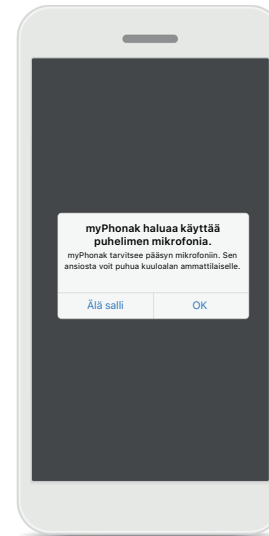 myPhonak haluaa käyttää
puhelimen mikrofonia.
myPhonak tarvitsee pääsyn mikrofoniin. Sen
ansiosta voit puhua kuuloalan ammattilaiselle.
Älä salli
OK